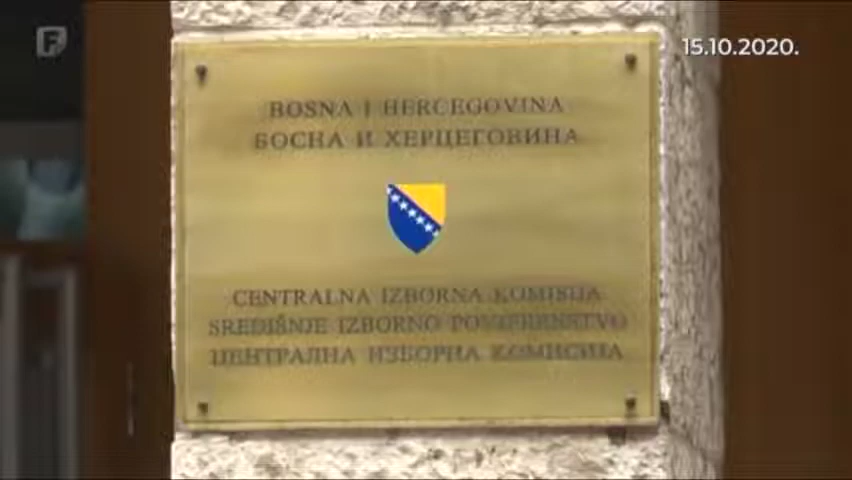 F
15.10.2020.
BOSNA I HERCEGOVINA
БОСНА И ХЕРЦЕГОВИНА
CENTRALNA IZBORNA KOMISIJA
SREDIŠNJE IZBORNO POVJERENSTVO
ЦЕНТРАЛНА ИЗБОРНА КОМИСИЈА